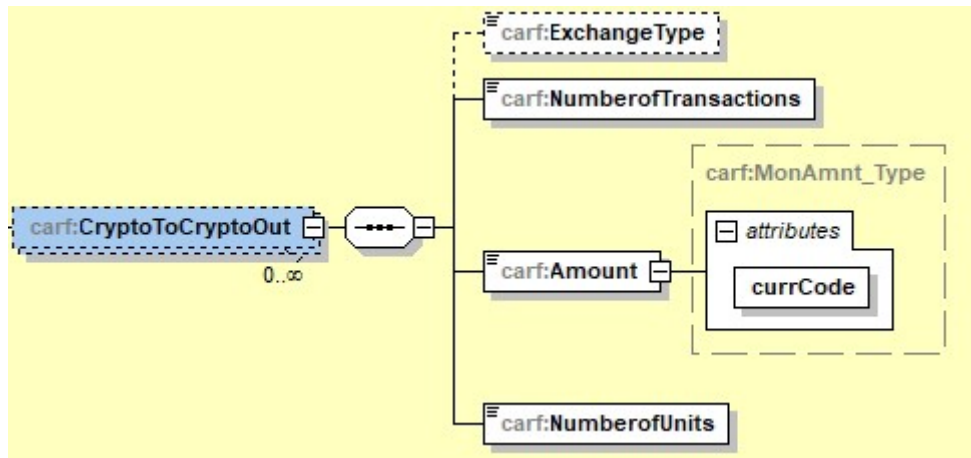 carf:ExchangeType
carf:NumberofTransactions
carf:MonAmnt_Type
attributes
carf:CryptoToCryptoOut
carf:Amount
0..∞
currCode
carf:NumberofUnits